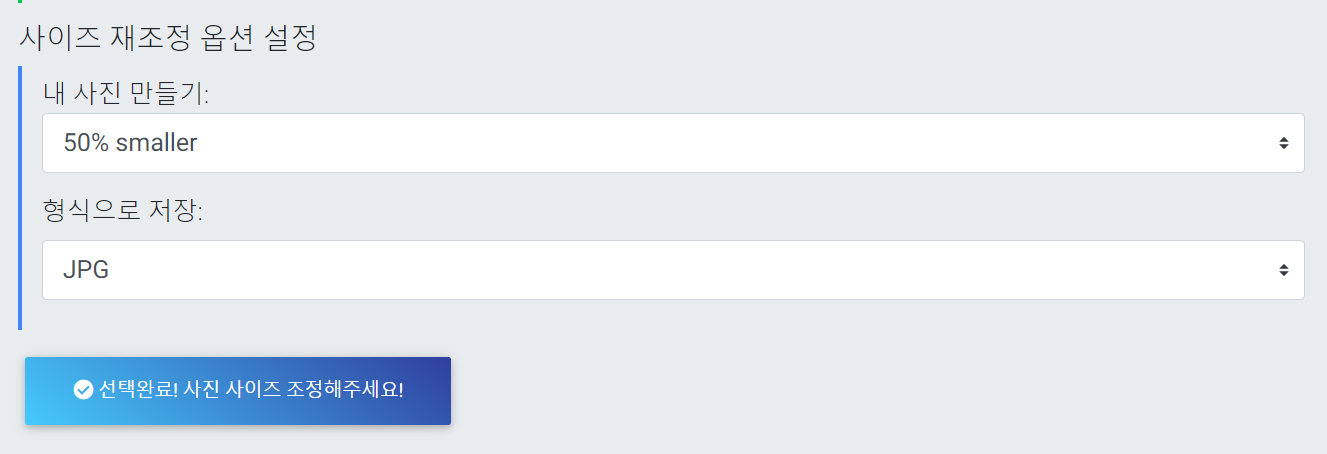 사이즈 재조정 옵션 설정
내 사진 만들기:
50% smaller
형식으로 저장:
JPG
선택완료! 사진 사이즈 조정해주세요!